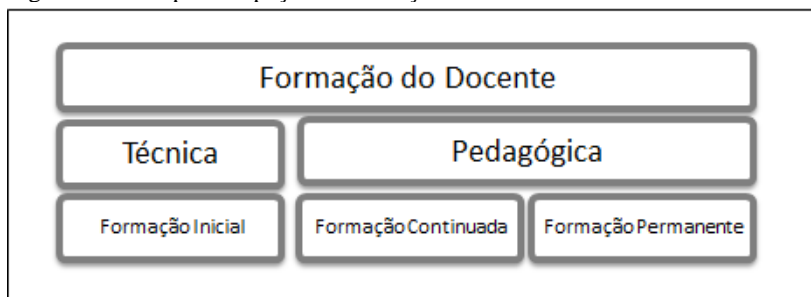 Formação do Docente
Técnica
Pedagógica
Formação Inicial
Formação Continuada
Formação Permanente